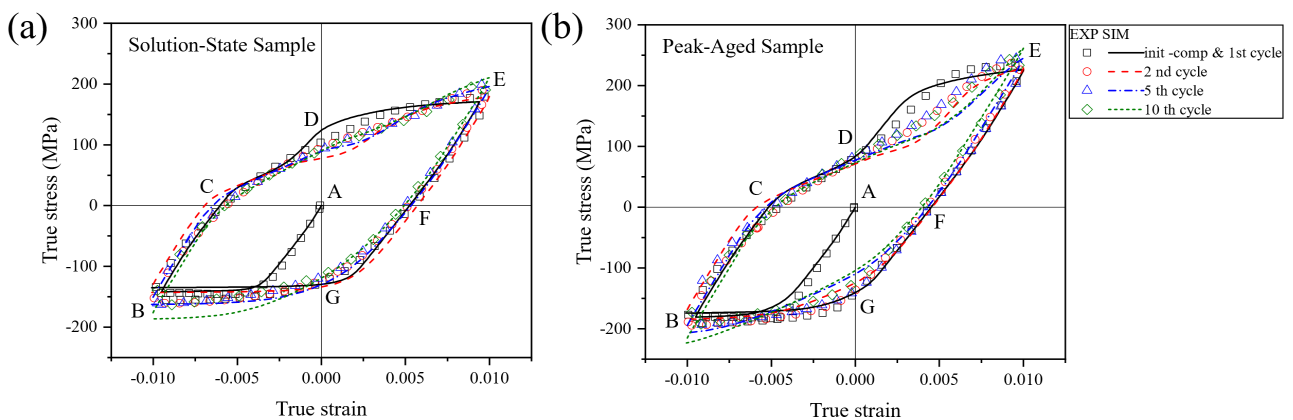 (a)
Solution-State Sample
True stress (MPa)
300
200
100
0
-100
-200
-0.010
-0.005
0.000
0.005
0.010
True strain
A
B
C
D
E
F
G
(b)
Peak-Aged Sample
True stress (MPa)
300
200
100
0
-100
-200
-0.010
-0.005
0.000
0.005
0.010
True strain
A
B
C
D
E
F
G
EXP SIM
init -comp & 1st cycle
2 nd cycle
5 th cycle
10 th cycle